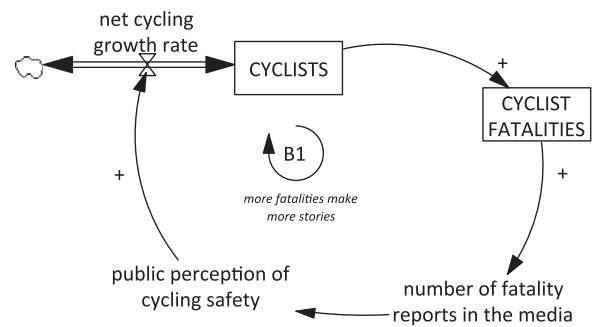 net cycling
growth rate
CYCLISTS
+
CYCLIST
FATALITIES
B1
+
+
more fatalities make
more stories
public perception of
cycling safety
number of fatality
reports in the media